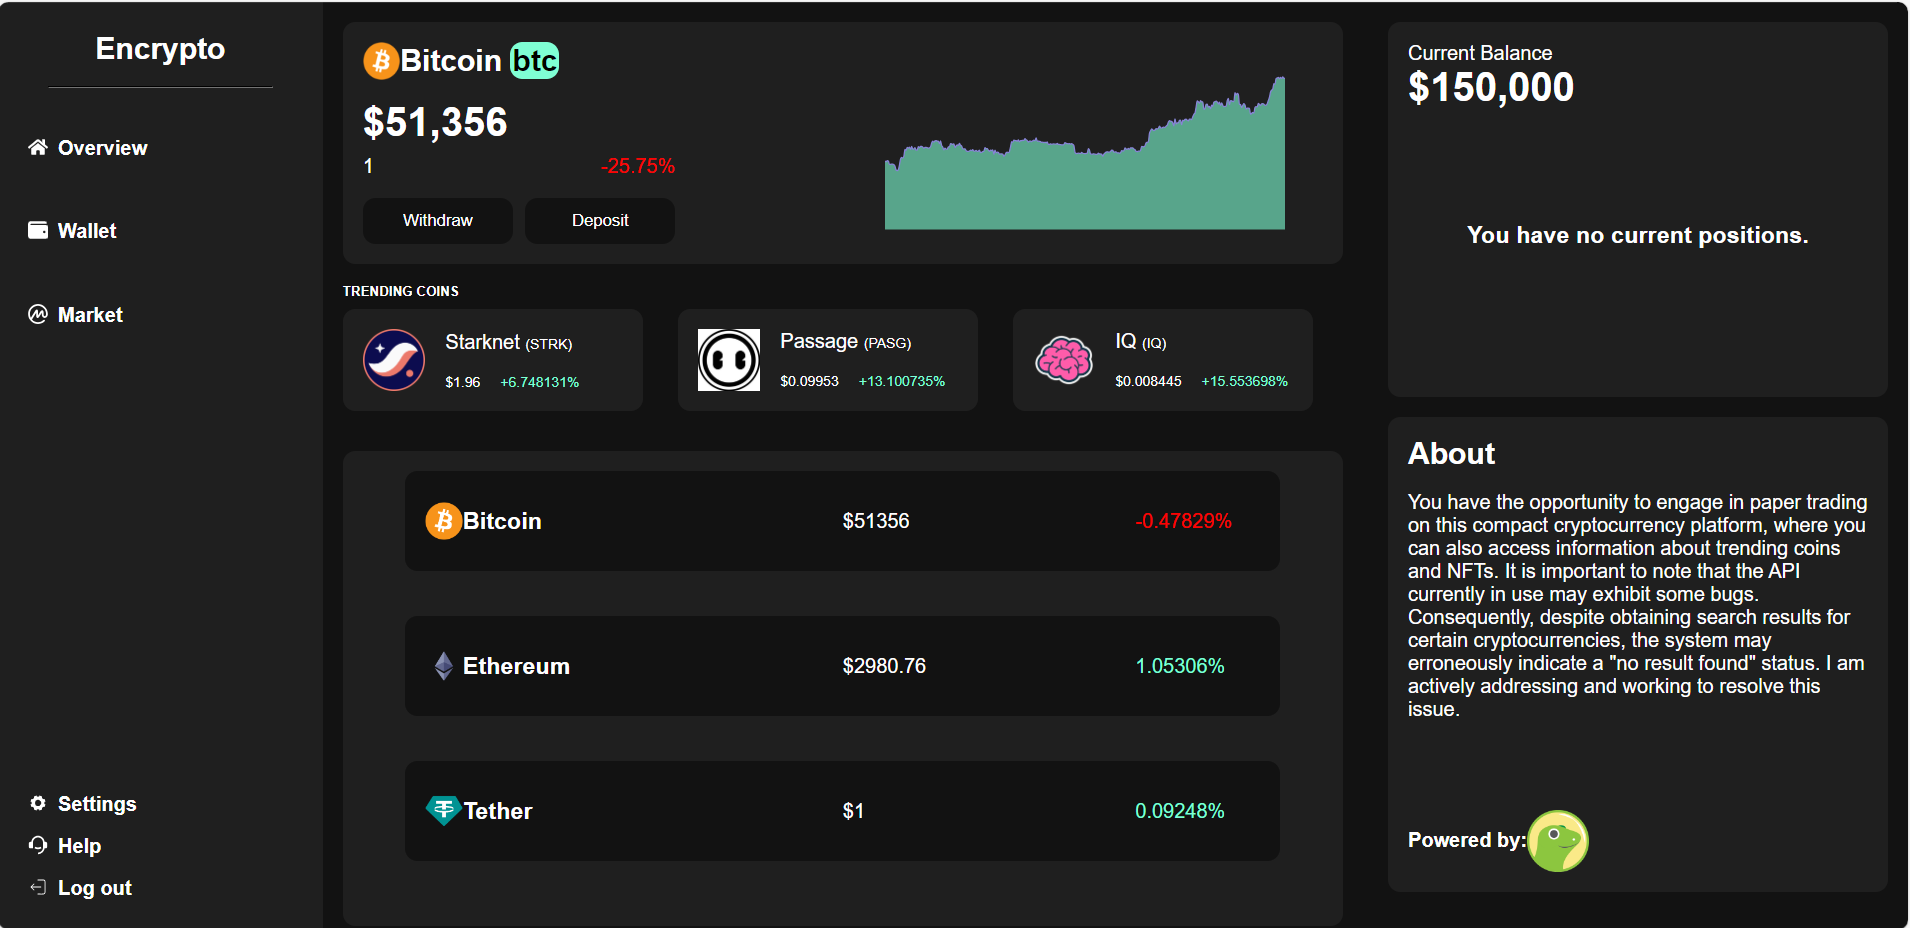 Encrypto
Overview
Wallet
Market
Settings
Help
Log out
Bitcoin btc
$51,356
1 -25.75%
Withdraw Deposit
TRENDING COINS
Starknet (STRK)
$1.96 +6.748131%
Passage (PASG)
$0.09953 +13.100735%
IQ (IQ)
$0.008445 +15.553698%
Bitcoin $51356 -0.47829%
Ethereum $2980.76 1.05306%
Tether $1 0.09248%
Current Balance
$150,000
You have no current positions.
About
You have the opportunity to engage in paper trading
on this compact cryptocurrency platform, where you
can also access information about trending coins
and NFTs. It is important to note that the API
currently in use may exhibit some bugs.
Consequently, despite obtaining search results for
certain cryptocurrencies, the system may
erroneously indicate a "no result found" status. I am
actively addressing and working to resolve this
issue.
Powered by: